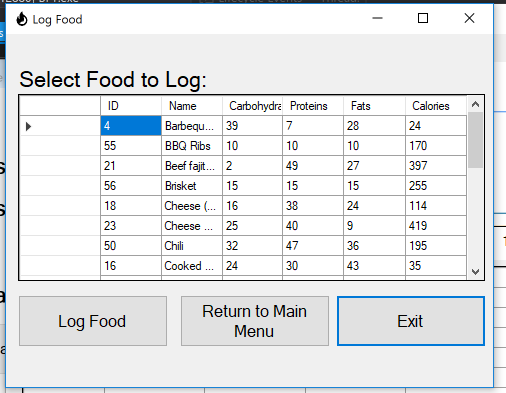 Log Food
Select Food to Log:
ID Name Carbohydra Proteins Fats Calories
4 Barbequ... 39 7 28 24
55 BBQ Ribs 10 10 10 170
21 Beef fajit... 2 49 27 397
56 Brisket 15 15 15 255
18 Cheese (... 16 38 24 114
23 Cheese ... 25 40 9 419
50 Chili 32 47 36 195
16 Cooked ... 24 30 43 35
Log Food
Return to Main
Menu
Exit